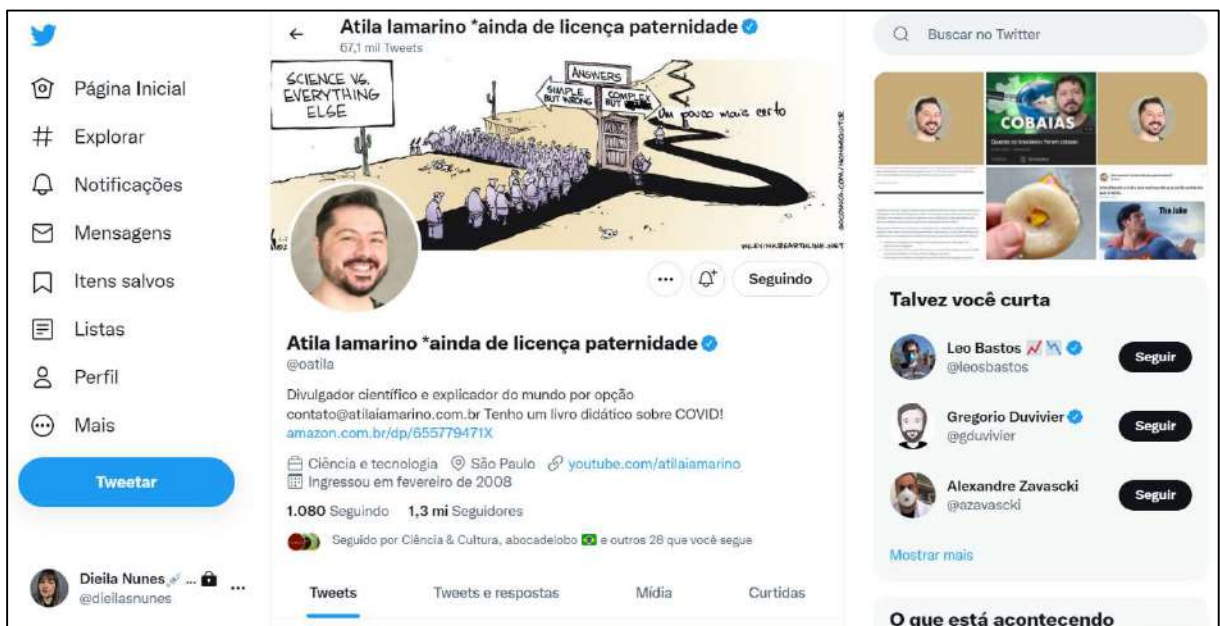 Página Inicial
Explorar
Notificações
Mensagens
Itens salvos
Listas
Perfil
Mais
Tweetar
Dieila Nunes ...
@dieilasnunes
Atila Iamarino *ainda de licença paternidade
67,1 mil Tweets
SCIENCE VS.
EVERYTHING
ELSE
ANSWERS
SIMPLE
BUT WRONG
COMPLEX
BUT
Um pouco mais certo
Seguindo
Atila Iamarino *ainda de licença paternidade
@oatila
Divulgador científico e explicador do mundo por opção
contato@atilaiamarino.com.br Tenho um livro didático sobre COVID!
amazon.com.br/dp/655779471X
Ciência e tecnologia São Paulo youtube.com/atilaiamarino
Ingressou em fevereiro de 2008
1.080 Seguindo 1,3 mi Seguidores
Seguido por Ciência & Cultura, abocadelobo e outros 28 que você segue
Tweets Tweets e respostas Mídia Curtidas
Buscar no Twitter
COBAIAS
The Joke
Talvez você curta
Leo Bastos
@leosbastos
Seguir
Gregorio Duvivier
@gduvivier
Seguir
Alexandre Zavascki
@azavascki
Seguir
Mostrar mais
O que está acontecendo